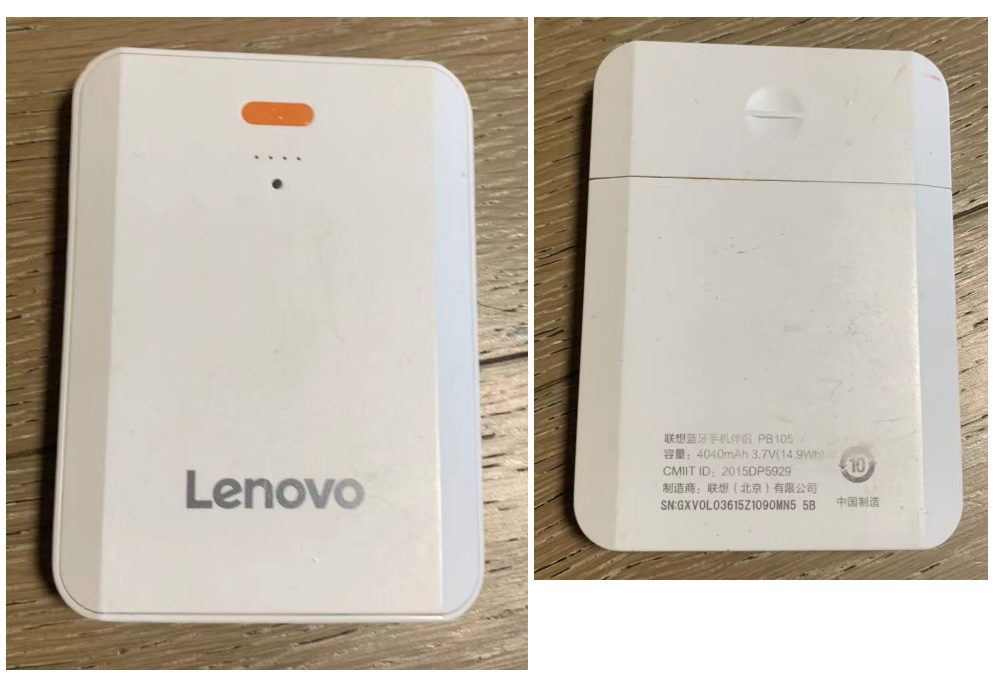 Lenovo
联想蓝牙手机伴侣 PB105
容量：4040mAh 3.7V(14.9Wh)
CMIIT ID：2015DP5929
制造商：联想（北京）有限公司
SN:GXV0L03615Z1090MN5 5B
10
中国制造